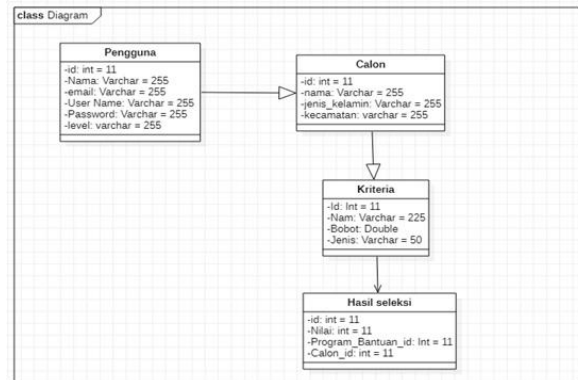 class Diagram
Pengguna
-id: int = 11
-Nama: Varchar = 255
-email: Varchar = 255
-User Name: Varchar = 255
-Password: Varchar = 255
-level: varchar = 255
Calon
-id: int = 11
-nama: Varchar = 255
-jenis_kelamin: Varchar = 255
-kecamatan: varchar = 255
Kriteria
-Id: Int = 11
-Nam: Varchar = 225
-Bobot: Double
-Jenis: Varchar = 50
Hasil seleksi
-id: int = 11
-Nilai: int = 11
-Program_Bantuan_id: Int = 11
-Calon_id: int = 11